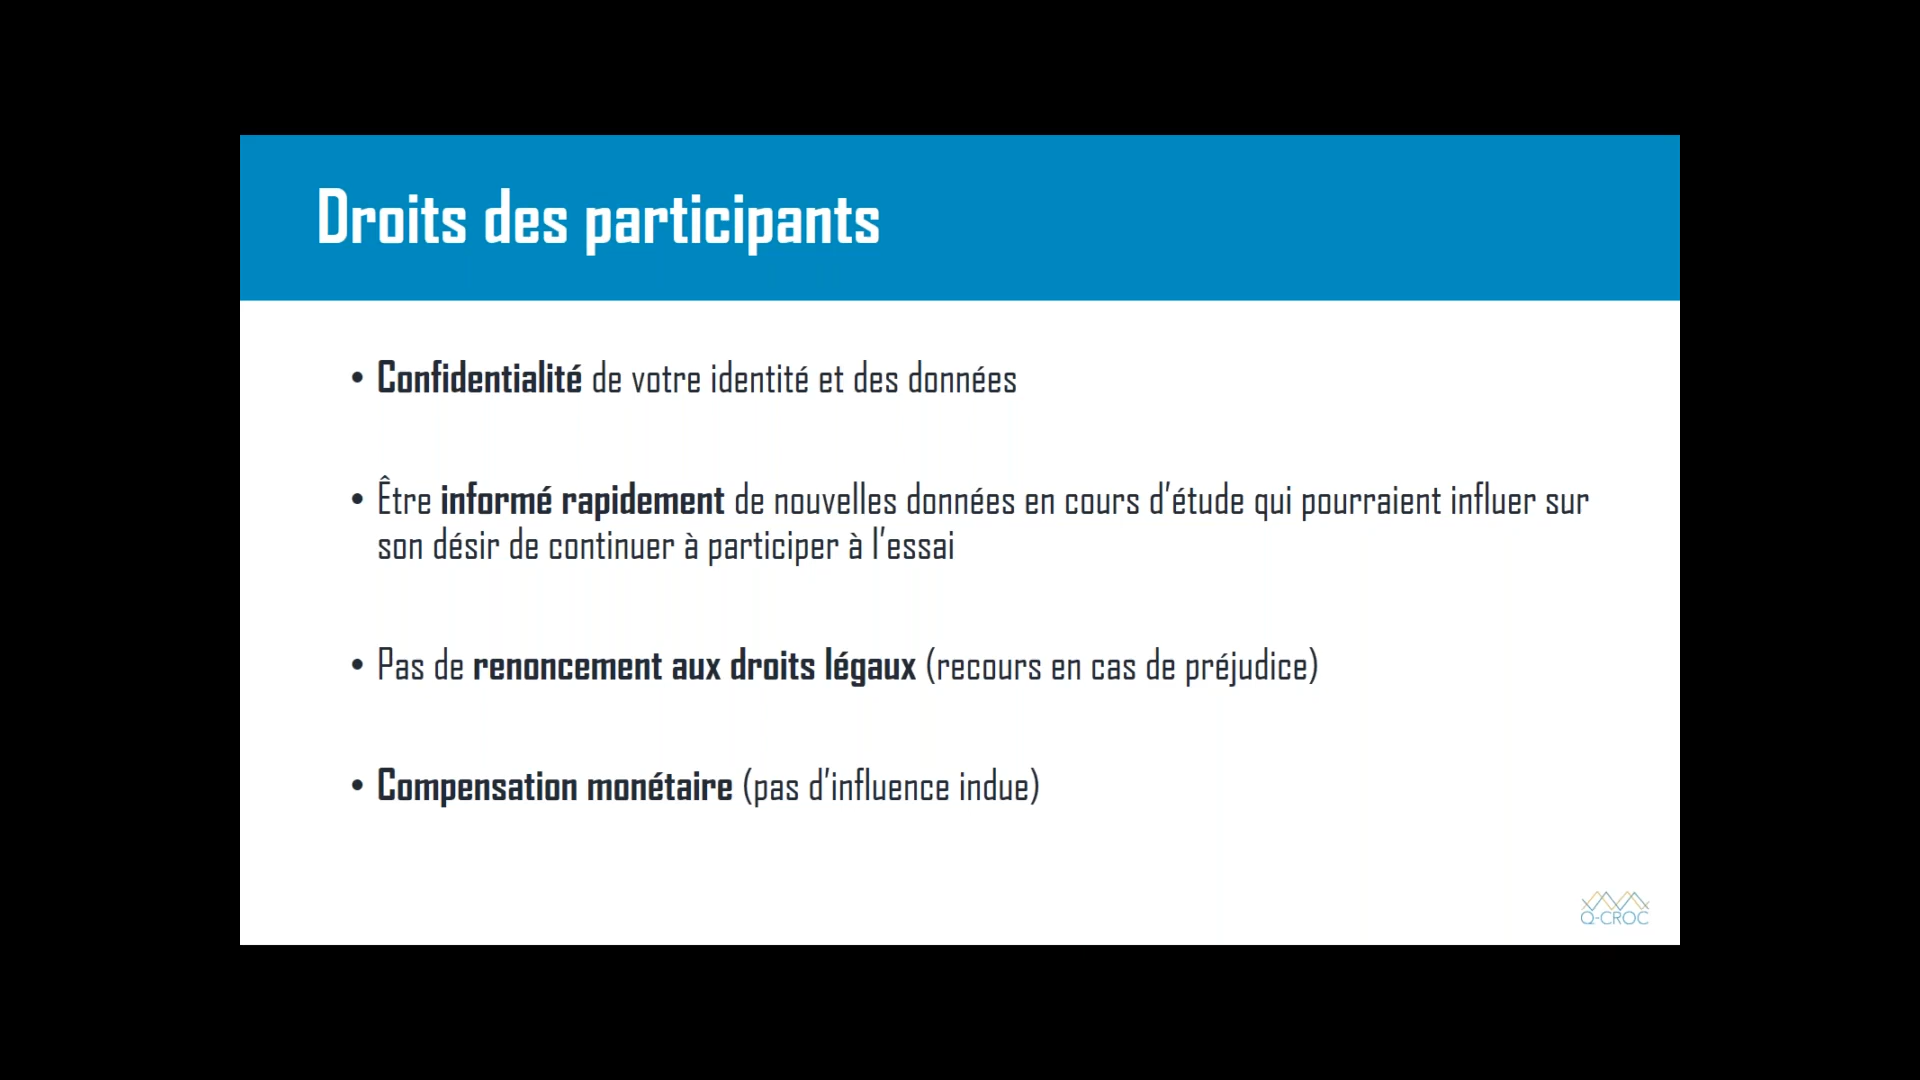 Droits des participants
• Confidentialité de votre identité et des données
• Être informé rapidement de nouvelles données en cours d’étude qui pourraient influer sur
son désir de continuer à participer à l’essai
• Pas de renoncement aux droits légaux (recours en cas de préjudice)
• Compensation monétaire (pas d’influence indue)
Q-CROC